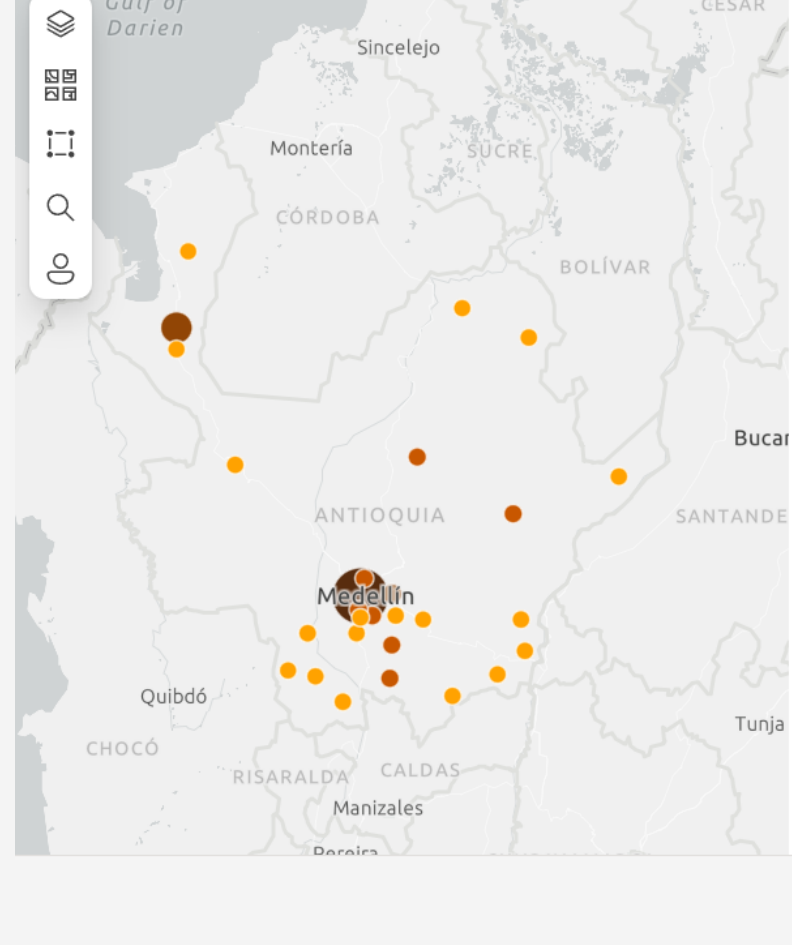 Gulf of
Darien
CESAR
Sincelejo
Montería
SUCRE
CÓRDOBA
BOLÍVAR
Bucar
ANTIOQUIA
SANTANDE
Medellín
Quibdó
Tunja
CHOCÓ
RISARALDA
CALDAS
Manizales
Pereira